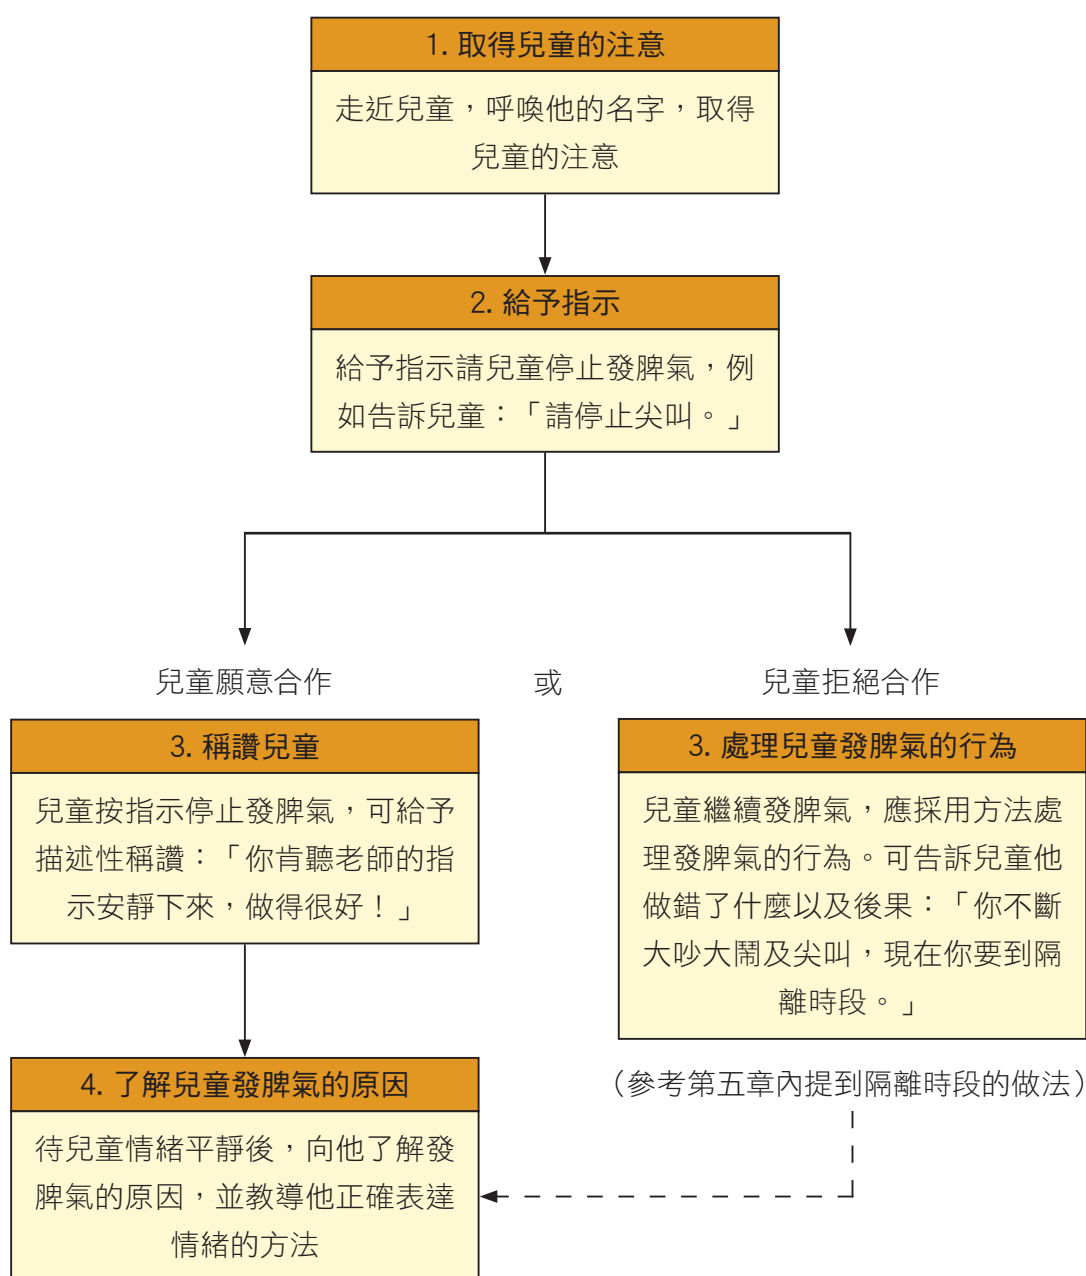 1. 取得兒童的注意
走近兒童，呼喚他的名字，取得
兒童的注意
2. 給予指示
給予指示請兒童停止發脾氣，例
如告訴兒童：「請停止尖叫。」
兒童願意合作
或
兒童拒絕合作
3. 稱讚兒童
兒童按指示停止發脾氣，可給予
描述性稱讚：「你肯聽老師的指
示安靜下來，做得很好！」
3. 處理兒童發脾氣的行為
兒童繼續發脾氣，應採用方法處
理發脾氣的行為。可告訴兒童他
做錯了什麼以及後果：「你不斷
大吵大鬧及尖叫，現在你要到隔
離時段。」
（參考第五章內提到隔離時段的做法）
4. 了解兒童發脾氣的原因
待兒童情緒平靜後，向他了解發
脾氣的原因，並教導他正確表達
情緒的方法